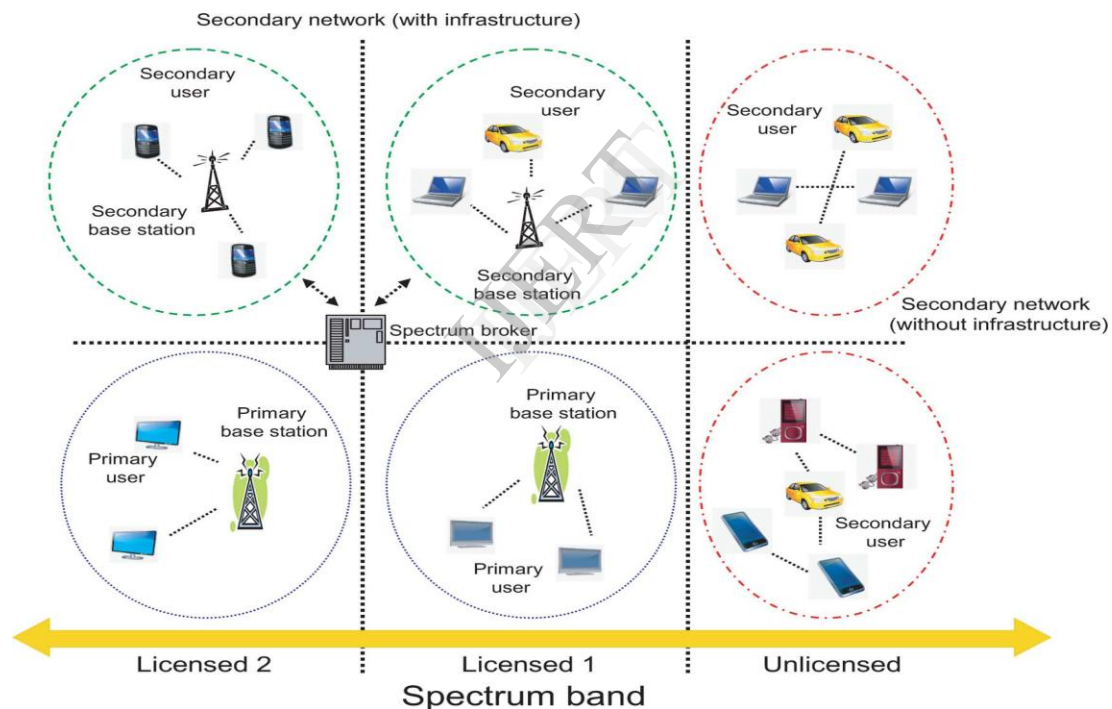 Secondary network (with infrastructure)
Secondary
user
Secondary
base station
Secondary
user
Secondary
base station
Secondary
user
Secondary network
(without infrastructure)
Spectrum broker
IJERT
Primary
base station
Primary
user
Primary
base station
Primary user
Secondary
user
Licensed 2
Licensed 1
Unlicensed
Spectrum band